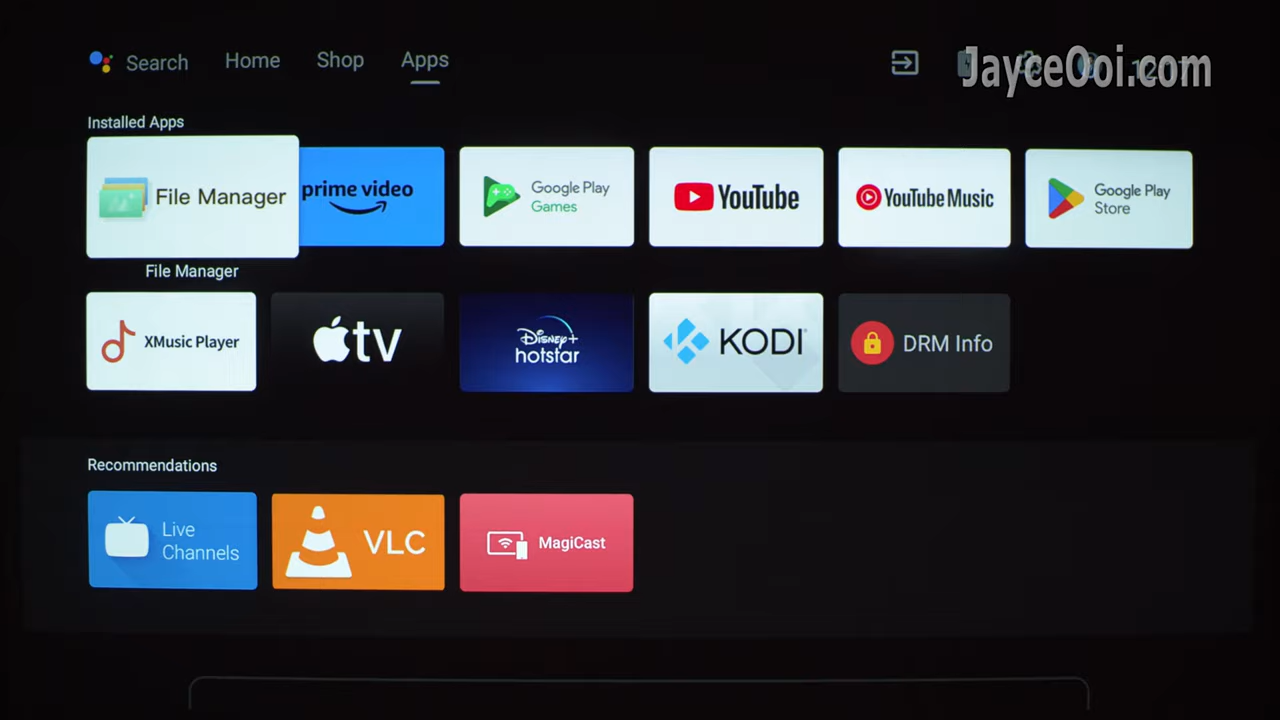 Search Home Shop Apps
JayceOoi.com
Installed Apps
File Manager
prime video
Google Play
Games
YouTube
YouTube Music
Google Play
Store
File Manager
XMusic Player
tv
Disney+
hotstar
KODI
DRM Info
Recommendations
Live
Channels
VLC
MagiCast